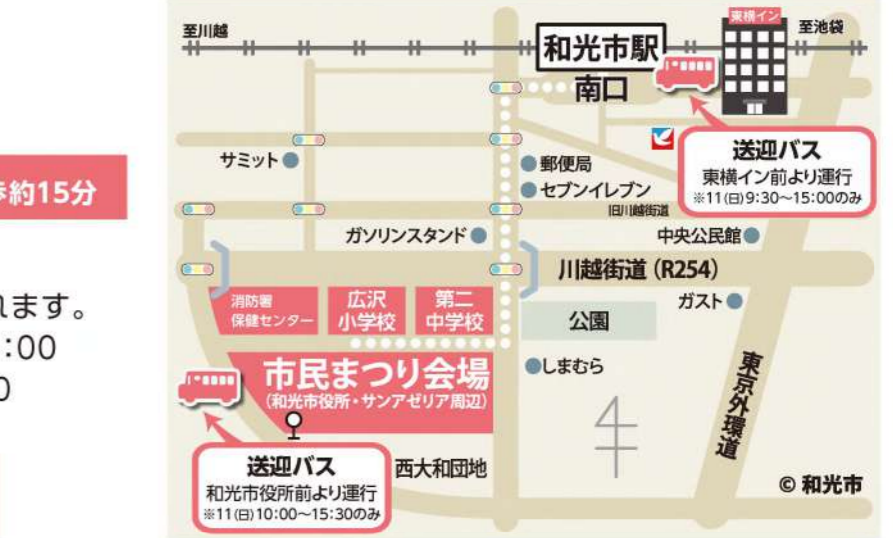 歩約15分
れます。
:00
0
至川越
和光市駅
南口
東横イン
至池袋
送迎バス
東横イン前より運行
※11(日)9:30〜15:00のみ
サミット
郵便局
セブンイレブン
旧川越街道
ガソリンスタンド
中央公民館
川越街道（R254）
消防署
保健センター
広沢
小学校
第二
中学校
公園
ガスト
市民まつり会場
(和光市役所・サンアゼリア周辺)
しまむら
東京外環道
送迎バス
和光市役所前より運行
※11(日)10:00〜15:30のみ
西大和団地
© 和光市